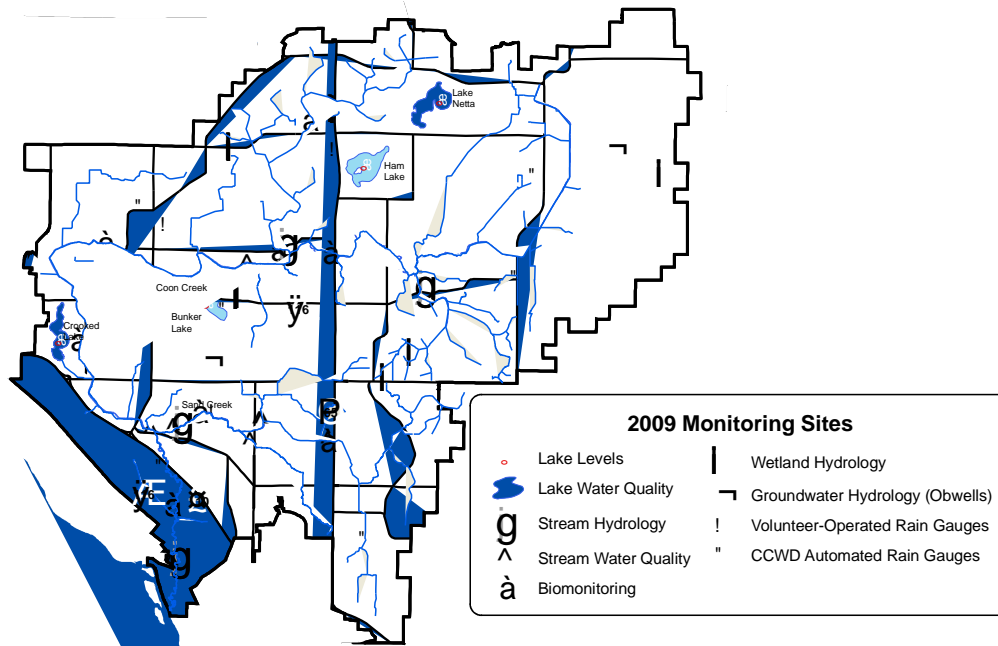 Lake
Netta
Ham
Lake
Coon Creek
Bunker
Lake
Crooked
Lake
Sand Creek
2009 Monitoring Sites
Lake Levels
Lake Water Quality
g Stream Hydrology
^ Stream Water Quality
à Biomonitoring
Wetland Hydrology
¬ Groundwater Hydrology (Obwells)
! Volunteer-Operated Rain Gauges
" CCWD Automated Rain Gauges